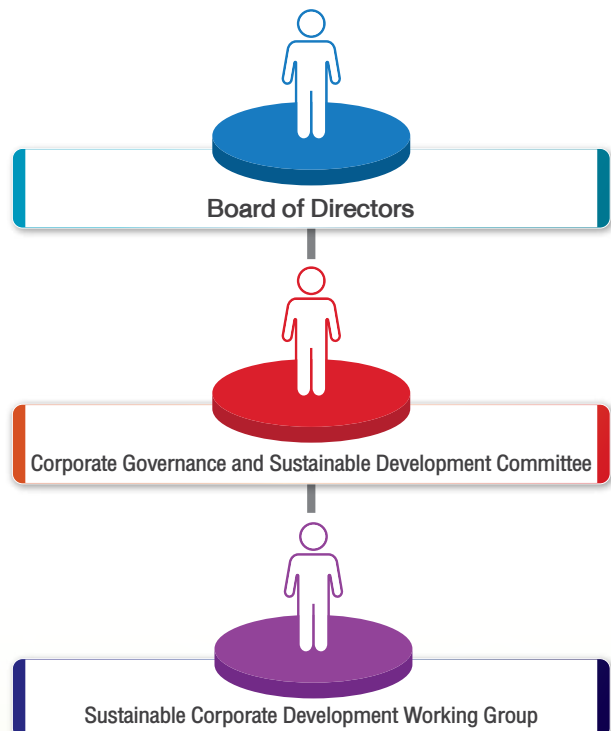 Board of Directors
Corporate Governance and Sustainable Development Committee
Sustainable Corporate Development Working Group